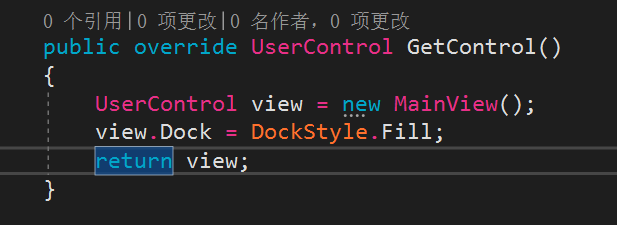 0 个引用|0 项更改|0 名作者，0 项更改
public override UserControl GetControl()
{
UserControl view = new MainView();
view.Dock = DockStyle.Fill;
return view;
}